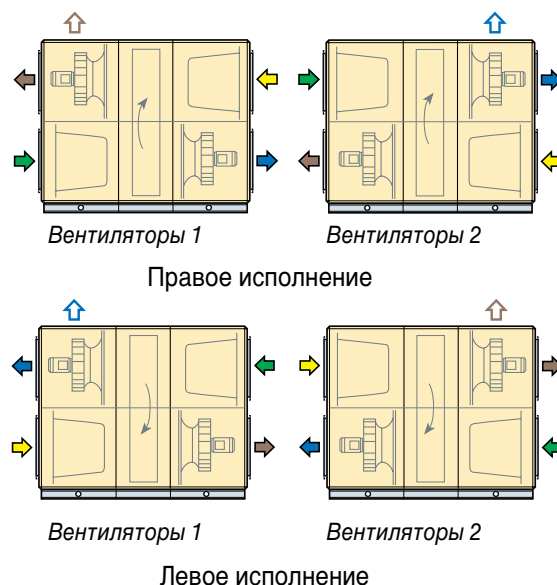 Вентиляторы 1
Вентиляторы 2
Правое исполнение
Вентиляторы 1
Вентиляторы 2
Левое исполнение